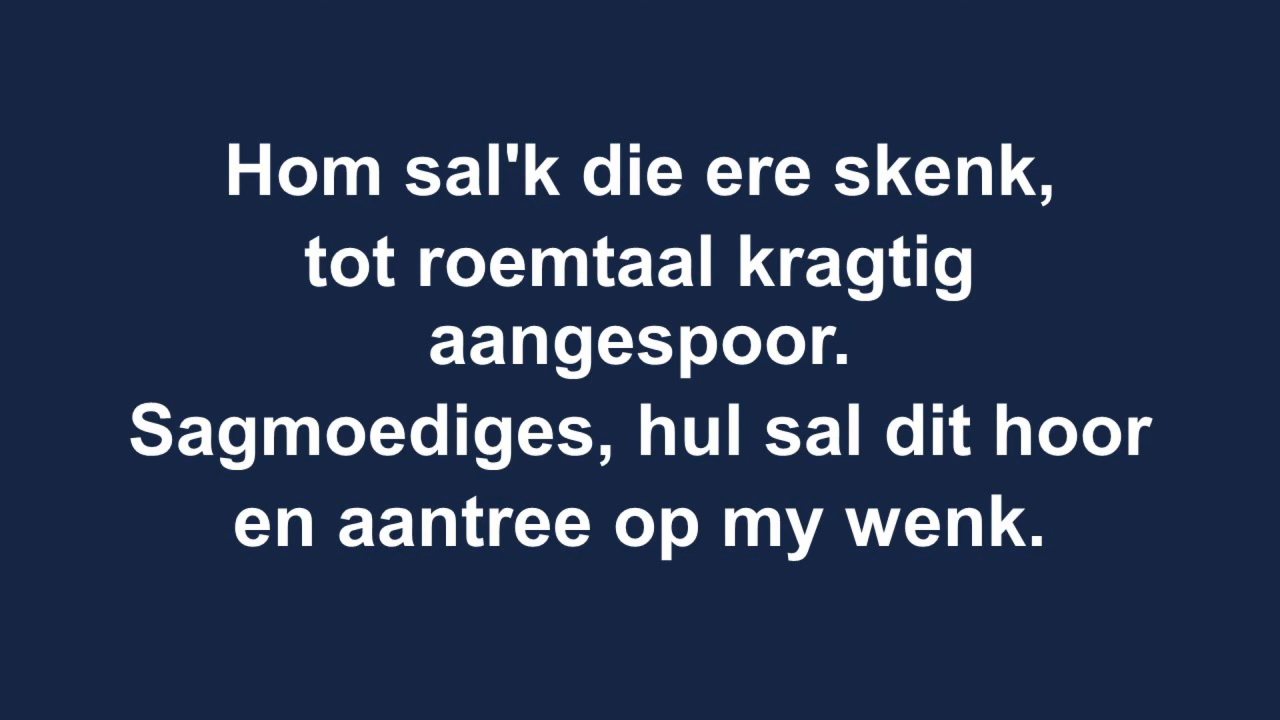 Hom sal'k die ere skenk,
tot roemtaal kragtig
aangespoor.
Sagmoediges, hul sal dit hoor
en aantree op my wenk.